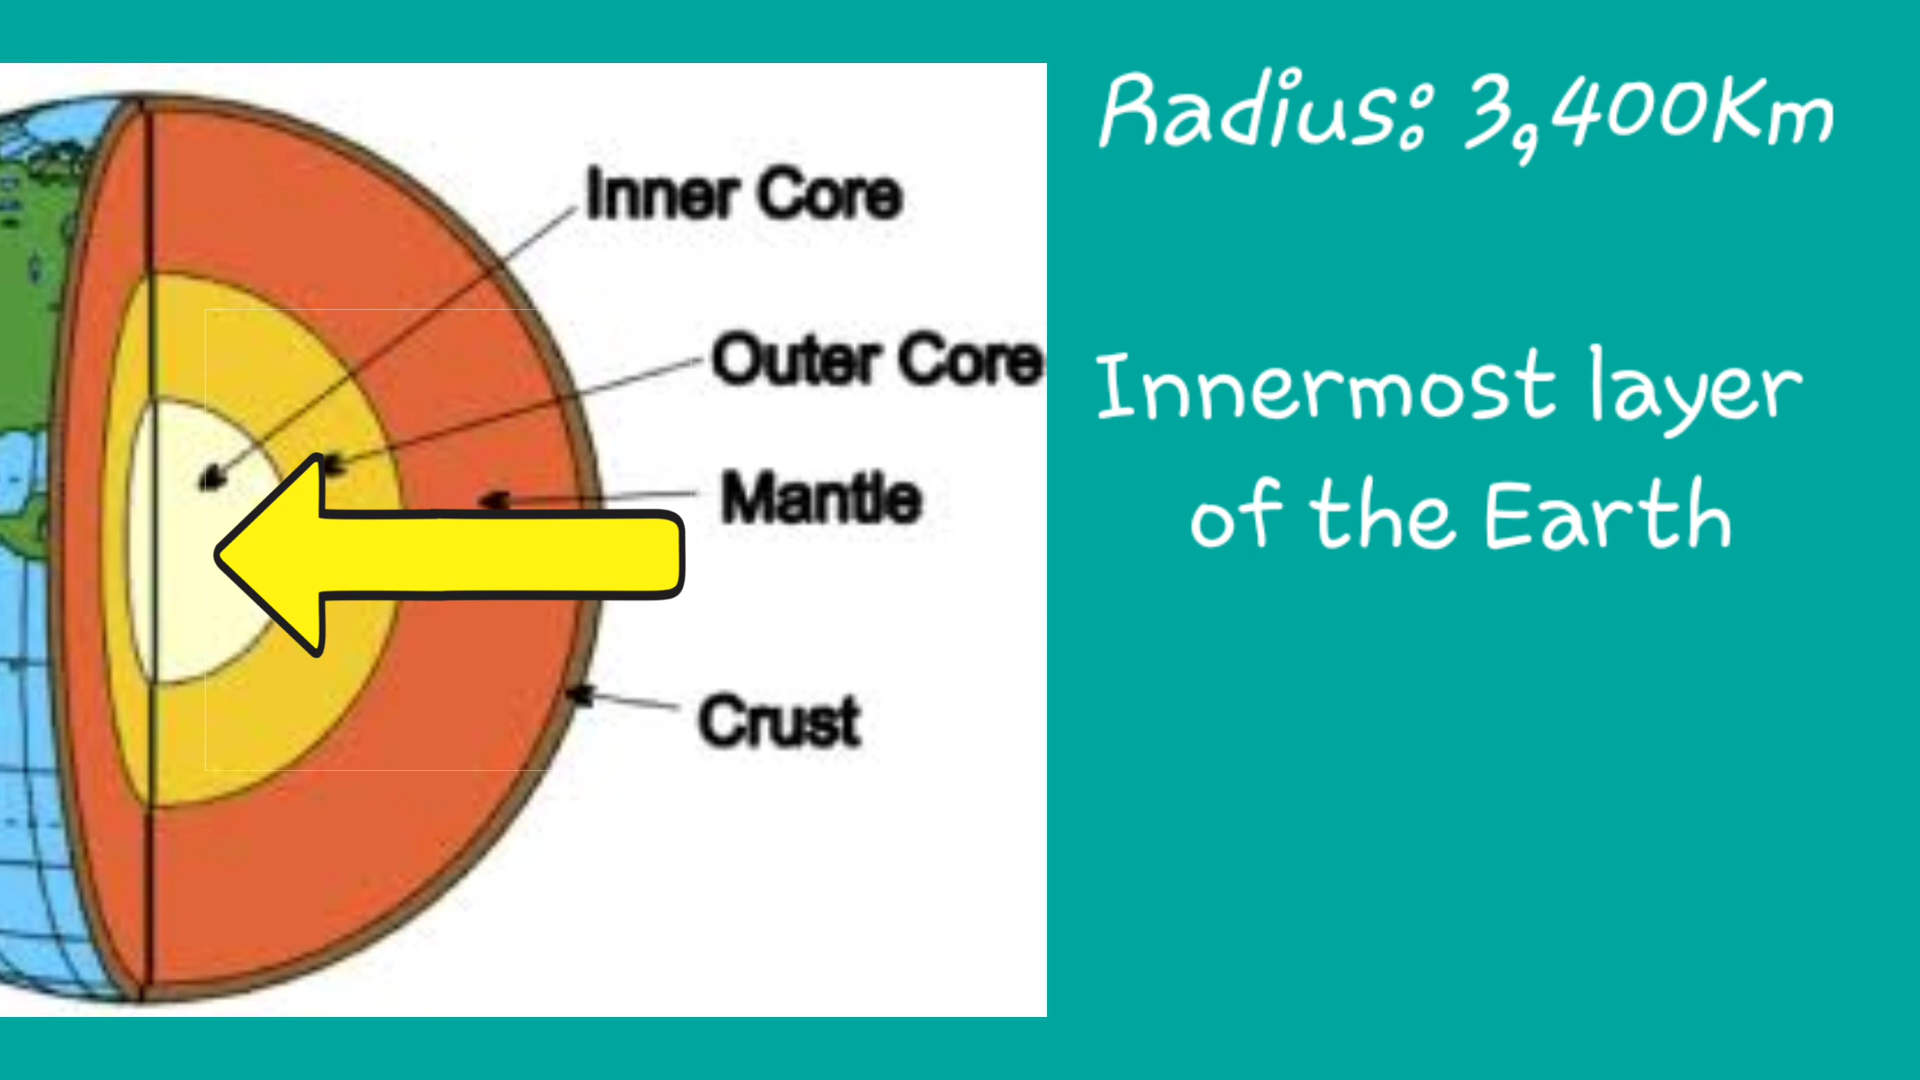 Inner Core
Outer Core
Mantle
Crust
Radius: 3,400Km
Innermost layer
of the Earth